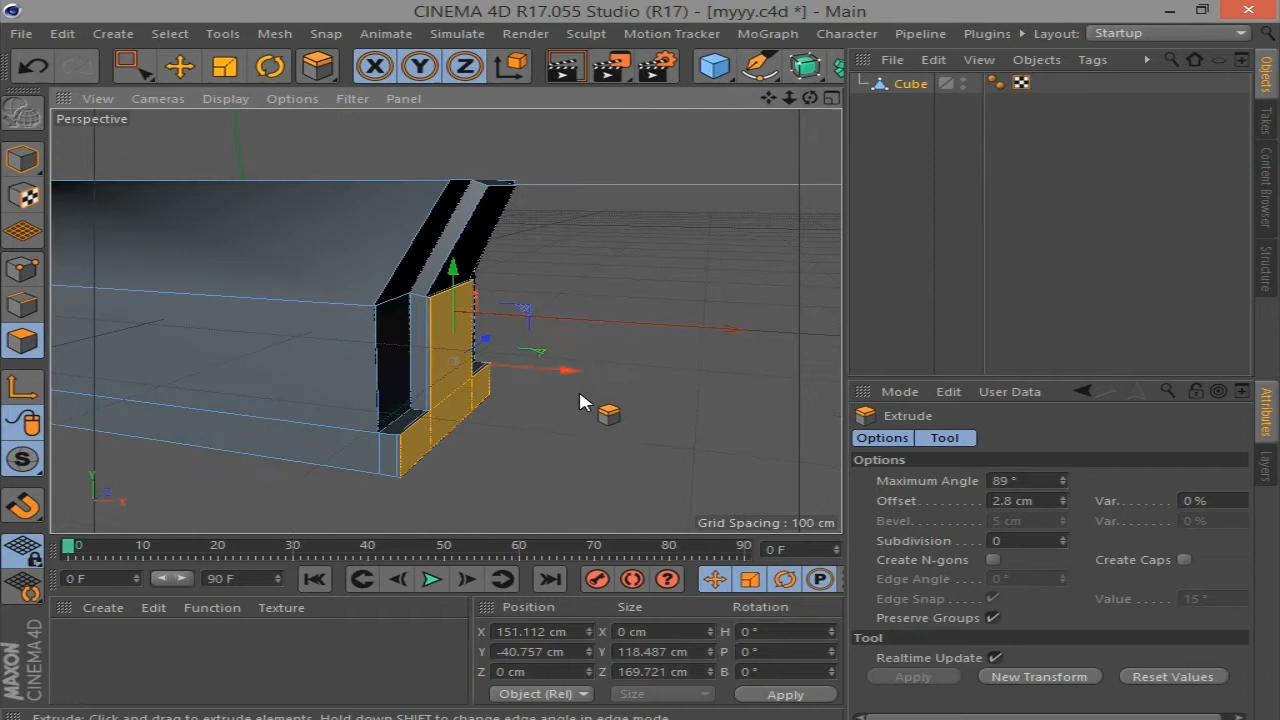 CINEMA 4D R17.055 Studio (R17) - [myyy.c4d *] - Main
File Edit Create Select Tools Mesh Snap Animate Simulate Render Sculpt Motion Tracker MoGraph Character Pipeline Plugins Layout: Startup
X Y Z
File Edit View Objects Tags
View Cameras Display Options Filter Panel
Cube
Perspective
Objects
Takes
Content Browser
Structure
Mode Edit User Data
Extrude
Options Tool
Options
Maximum Angle 89 °
Offset 2.8 cm Var. 0 %
Bevel 5 cm Var. 0 %
Subdivision 0
Create N-gons Create Caps
Edge Angle 0 °
Edge Snap Value 15 °
Preserve Groups
Tool
Realtime Update
Apply New Transform Reset Values
Attributes
Layers
S
Y
Z
X
Grid Spacing : 100 cm
0 10 20 30 40 50 60 70 80 90 0 F
0 F 90 F P
Create Edit Function Texture
Position Size Rotation
X 151.112 cm X 0 cm H 0 °
Y -40.757 cm Y 118.487 cm P 0 °
Z 0 cm Z 169.721 cm B 0 °
Object (Rel) Size Apply
MAXON
CINEMA 4D
Extrude: Click and drag to extrude elements. Hold down SHIFT to change edge angle in edge mode.